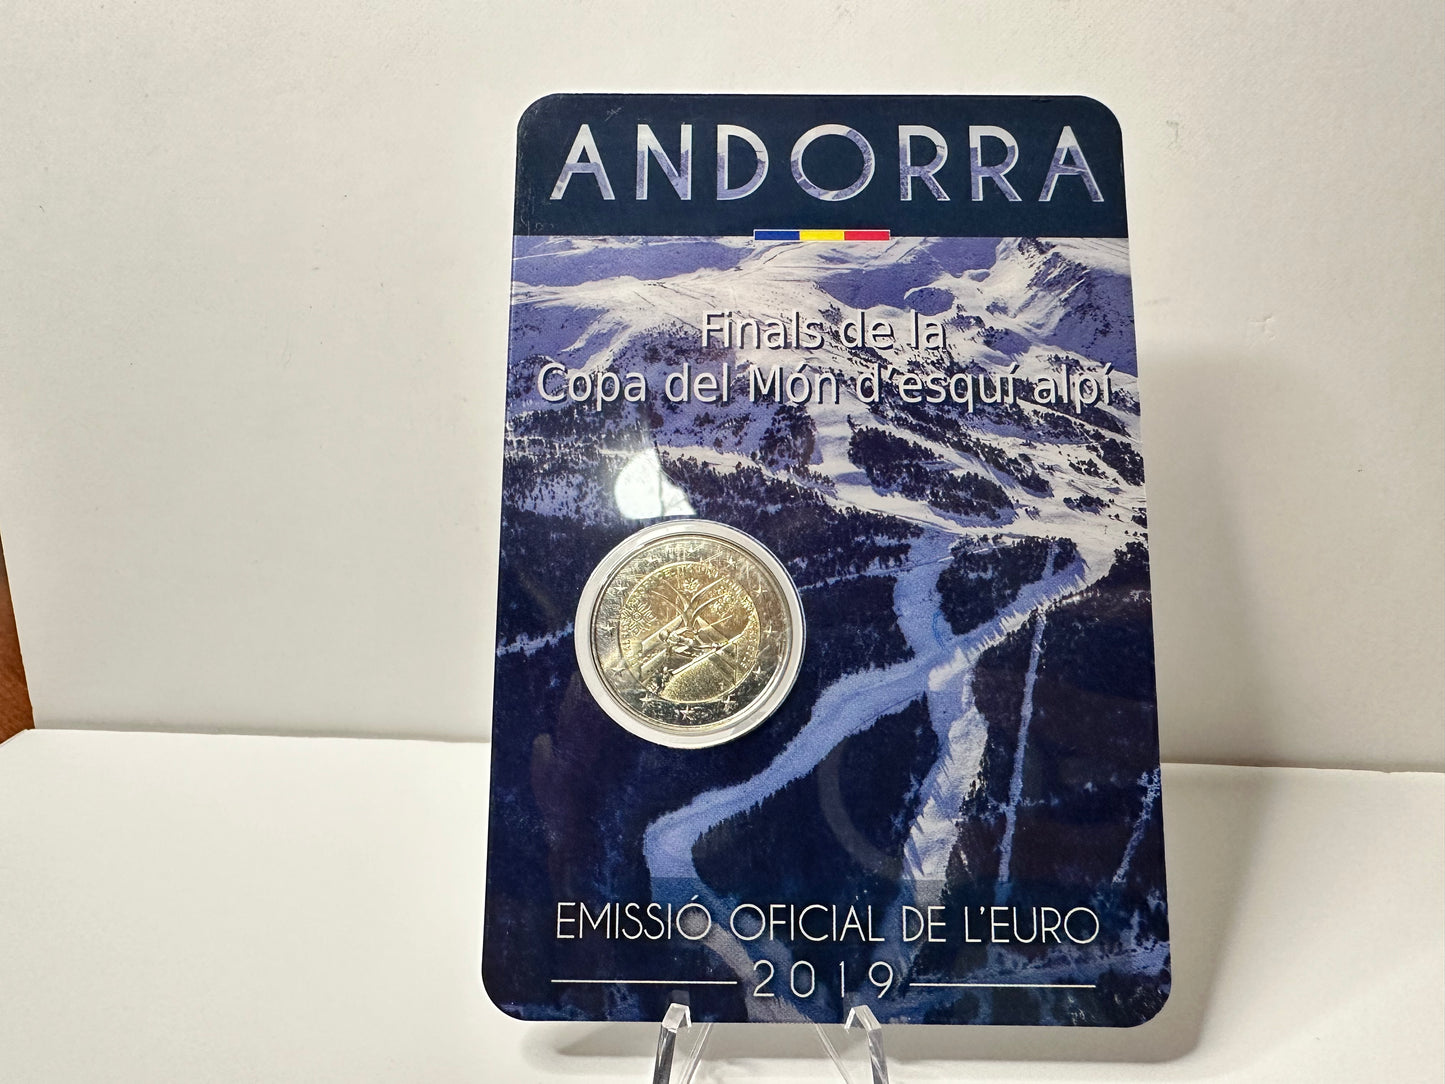 ANDORRA
Finals de la
Copa del Món d'esquí alpí
EMISSIÓ OFICIAL DE L'EURO
2019